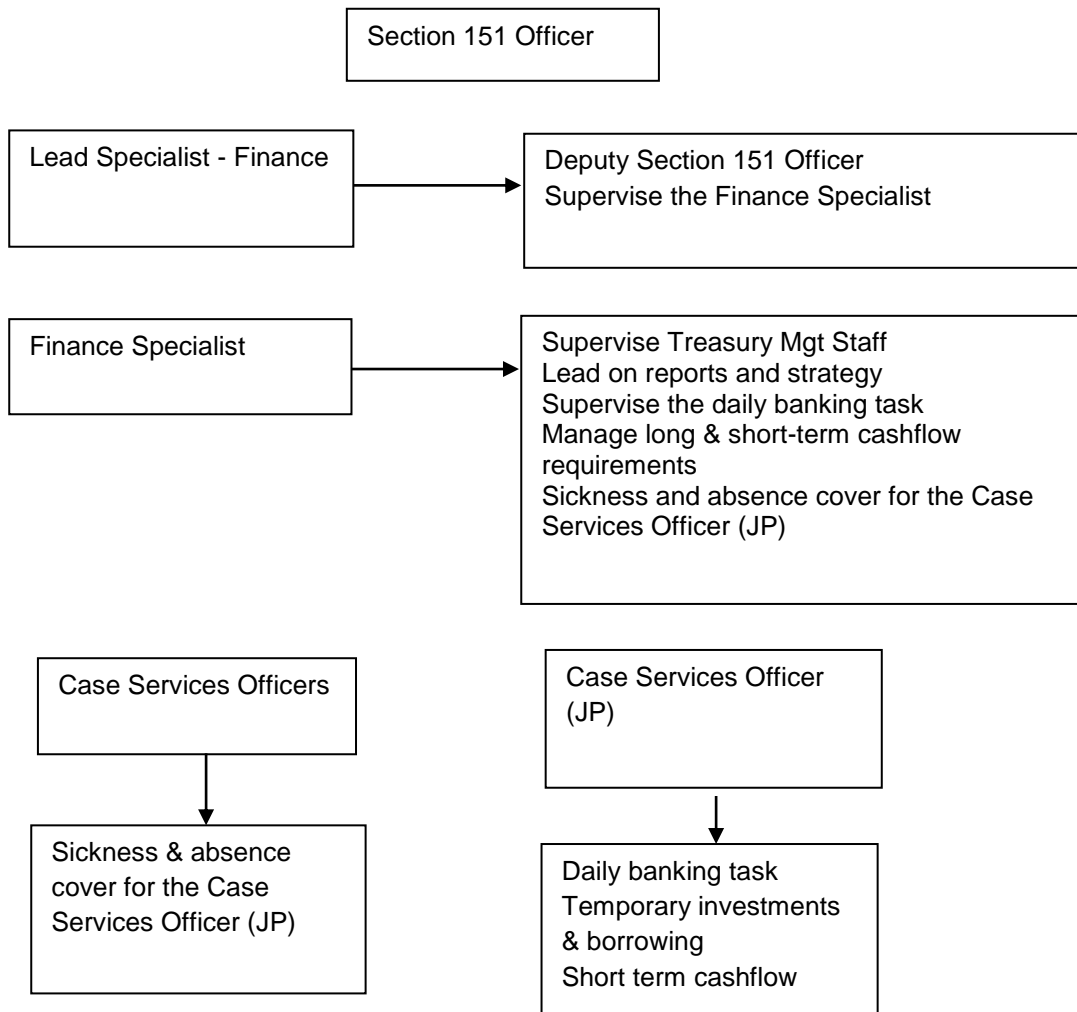 Section 151 Officer
Lead Specialist - Finance
Deputy Section 151 Officer
Supervise the Finance Specialist
Finance Specialist
Supervise Treasury Mgt Staff
Lead on reports and strategy
Supervise the daily banking task
Manage long & short-term cashflow
requirements
Sickness and absence cover for the Case
Services Officer (JP)
Case Services Officers
Case Services Officer
(JP)
Sickness & absence
cover for the Case
Services Officer (JP)
Daily banking task
Temporary investments
& borrowing
Short term cashflow